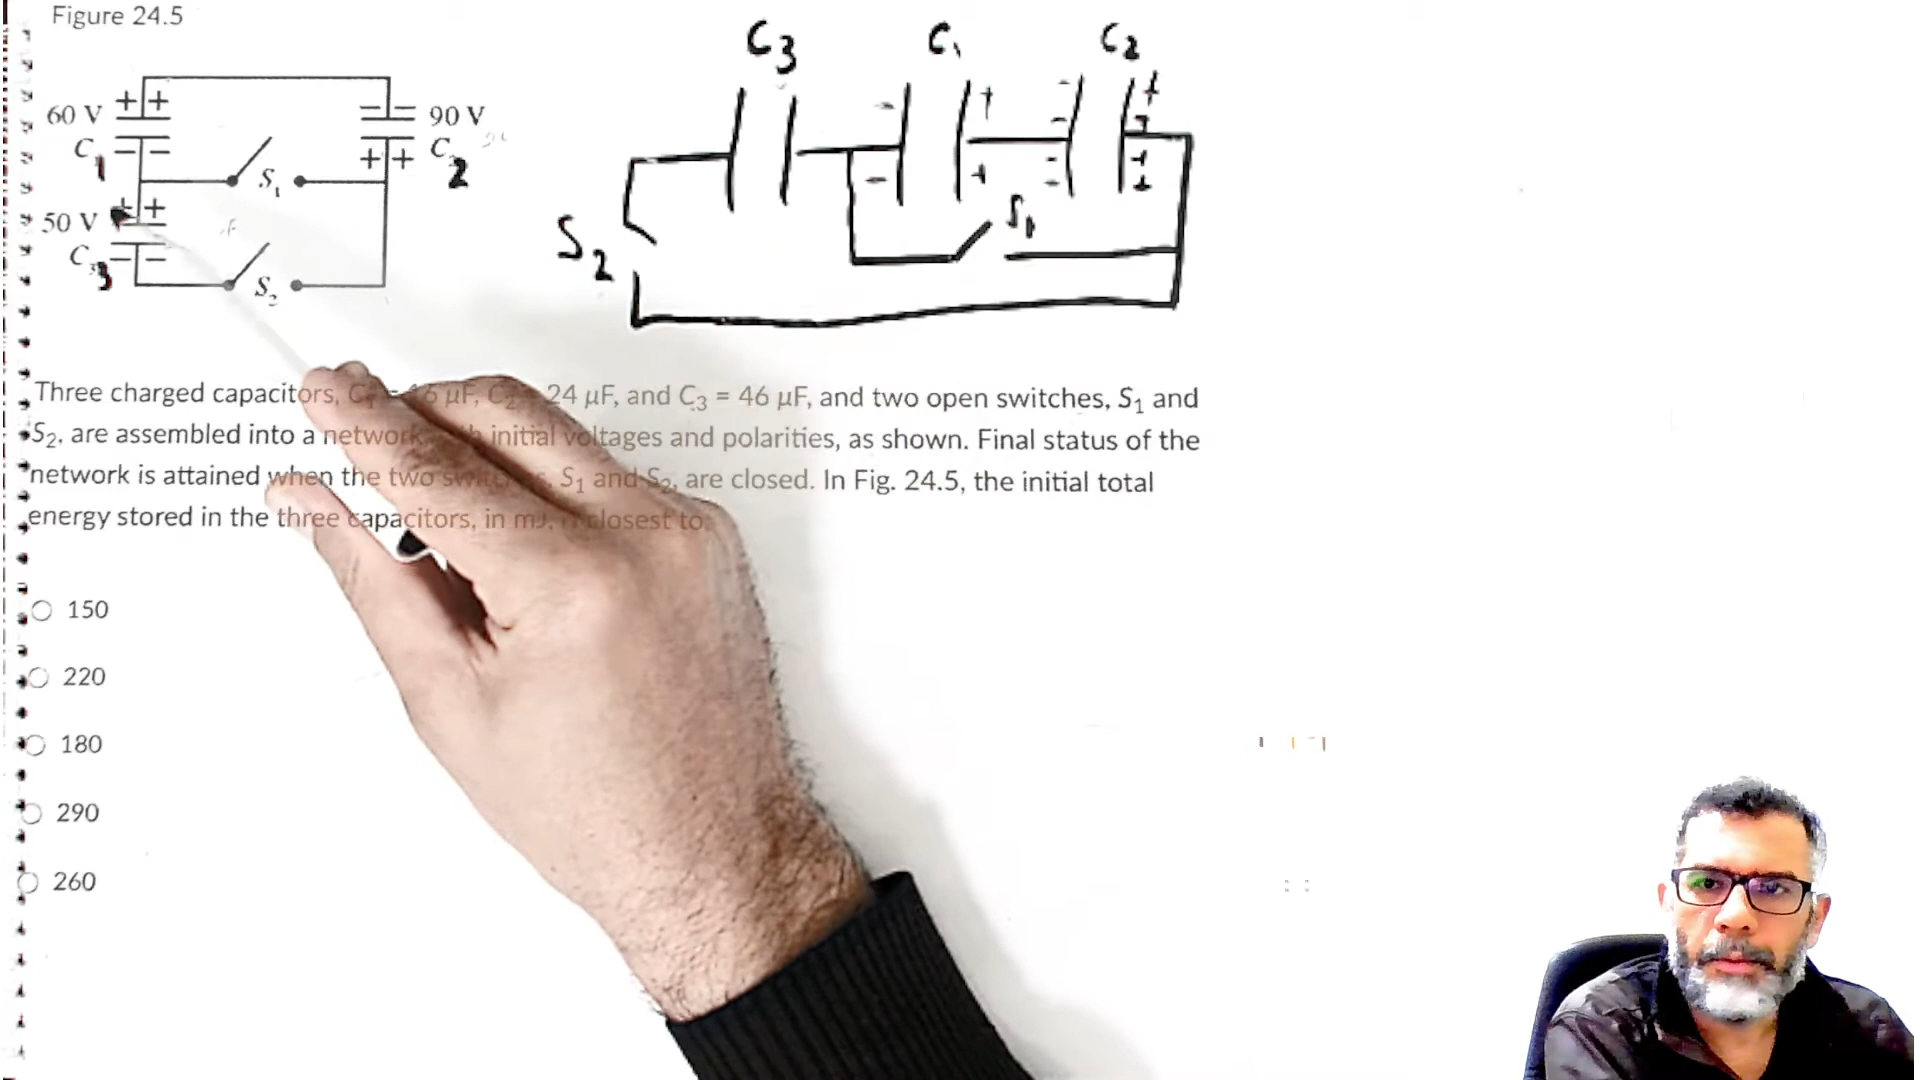 Figure 24.5
60 V ++
C1 −−
50 V ++
C3 −−
S1
S2
−− 90 V
++ C2
C3 C1 C2
S1
S2
Three charged capacitors, C1 = 16 μF, C2 = 24 μF, and C3 = 46 μF, and two open switches, S1 and
S2, are assembled into a network with initial voltages and polarities, as shown. Final status of the
network is attained when the two switches, S1 and S2, are closed. In Fig. 24.5, the initial total
energy stored in the three capacitors, in mJ, is closest to:
150
220
180
290
260